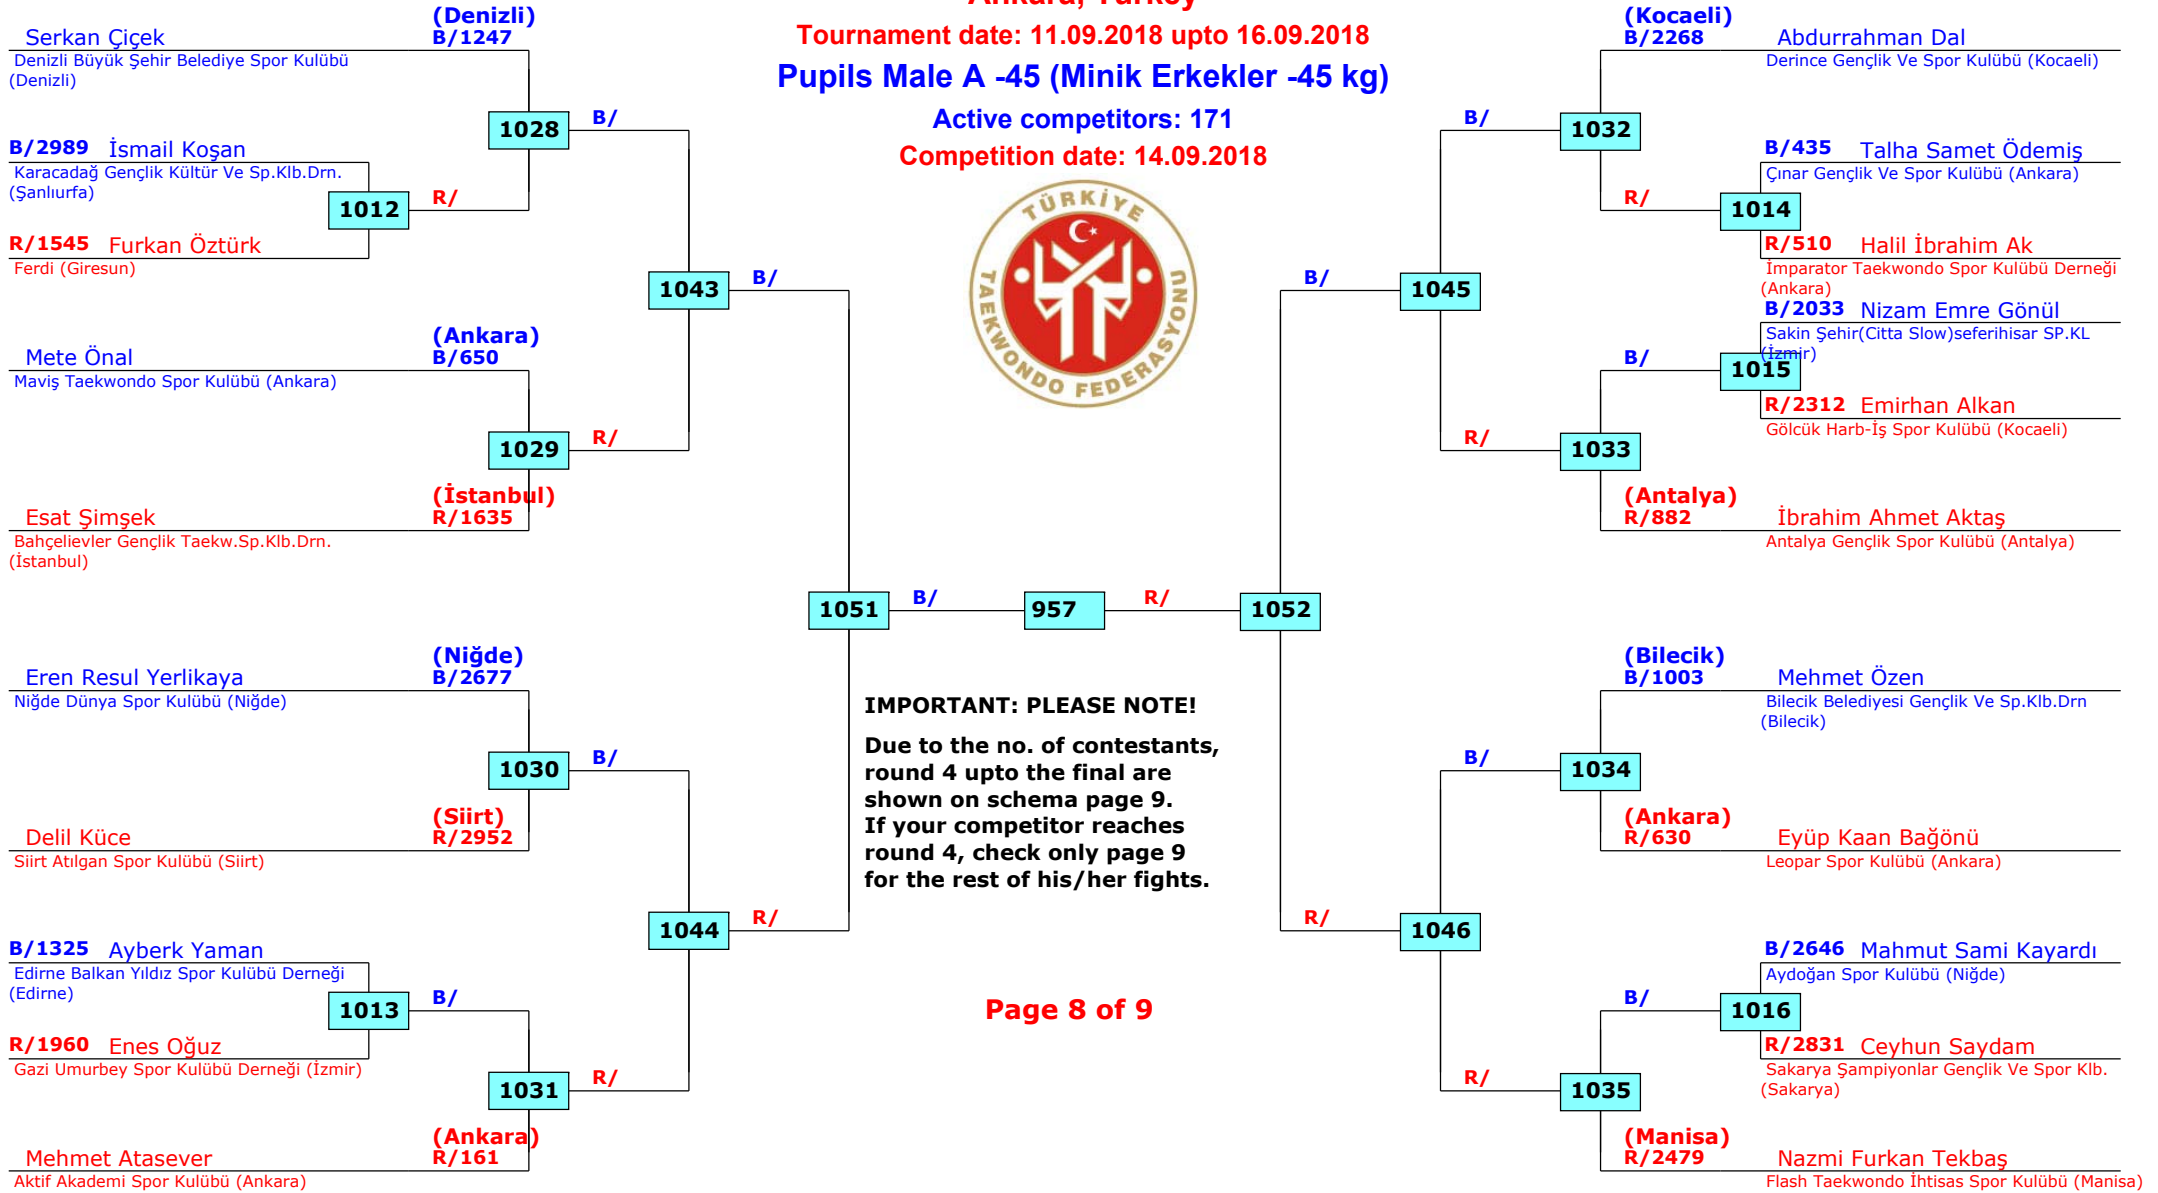 Ankara, Turkey
Tournament date: 11.09.2018 upto 16.09.2018
Pupils Male A -45 (Minik Erkekler -45 kg)
Active competitors: 171
Competition date: 14.09.2018
TÜRKİYE
TAEKWONDO FEDERASYONU
(Denizli)
Serkan Çiçek B/1247
Denizli Büyük Şehir Belediye Spor Kulübü
(Denizli)
1028 B/
B/2989 İsmail Koşan
Karacadağ Gençlik Kültür Ve Sp.Klb.Drn.
(Şanlıurfa)
1012 R/
R/1545 Furkan Öztürk
Ferdi (Giresun)
1043 B/
(Ankara)
Mete Önal B/650
Maviş Taekwondo Spor Kulübü (Ankara)
1029 R/
(İstanbul)
Esat Şimşek R/1635
Bahçelievler Gençlik Taekw.Sp.Klb.Drn.
(İstanbul)
1051 B/ 957 R/ 1052
(Niğde)
Eren Resul Yerlikaya B/2677
Niğde Dünya Spor Kulübü (Niğde)
1030 B/
(Siirt)
Delil Küce R/2952
Siirt Atılgan Spor Kulübü (Siirt)
1044 R/
B/1325 Ayberk Yaman
Edirne Balkan Yıldız Spor Kulübü Derneği
(Edirne)
1013 B/
R/1960 Enes Oğuz
Gazi Umurbey Spor Kulübü Derneği (İzmir)
1031 R/
(Ankara)
Mehmet Atasever R/161
Aktif Akademi Spor Kulübü (Ankara)
IMPORTANT: PLEASE NOTE!
Due to the no. of contestants,
round 4 upto the final are
shown on schema page 9.
If your competitor reaches
round 4, check only page 9
for the rest of his/her fights.
Page 8 of 9
(Kocaeli)
B/2268 Abdurrahman Dal
Derince Gençlik Ve Spor Kulübü (Kocaeli)
B/ 1032
B/435 Talha Samet Ödemiş
Çınar Gençlik Ve Spor Kulübü (Ankara)
R/ 1014
R/510 Halil İbrahim Ak
İmparator Taekwondo Spor Kulübü Derneği
(Ankara)
B/ 1045
B/2033 Nizam Emre Gönül
Sakin Şehir(Citta Slow)seferihisar SP.KL
(İzmir)
B/ 1015
R/2312 Emirhan Alkan
Gölcük Harb-İş Spor Kulübü (Kocaeli)
R/ 1033
(Antalya)
R/882 İbrahim Ahmet Aktaş
Antalya Gençlik Spor Kulübü (Antalya)
(Bilecik)
B/1003 Mehmet Özen
Bilecik Belediyesi Gençlik Ve Sp.Klb.Drn
(Bilecik)
B/ 1034
(Ankara)
R/630 Eyüp Kaan Bağönü
Leopar Spor Kulübü (Ankara)
R/ 1046
B/2646 Mahmut Sami Kayardı
Aydoğan Spor Kulübü (Niğde)
B/ 1016
R/2831 Ceyhun Saydam
Sakarya Şampiyonlar Gençlik Ve Spor Klb.
(Sakarya)
R/ 1035
(Manisa)
R/2479 Nazmi Furkan Tekbaş
Flash Taekwondo İhtisas Spor Kulübü (Manisa)